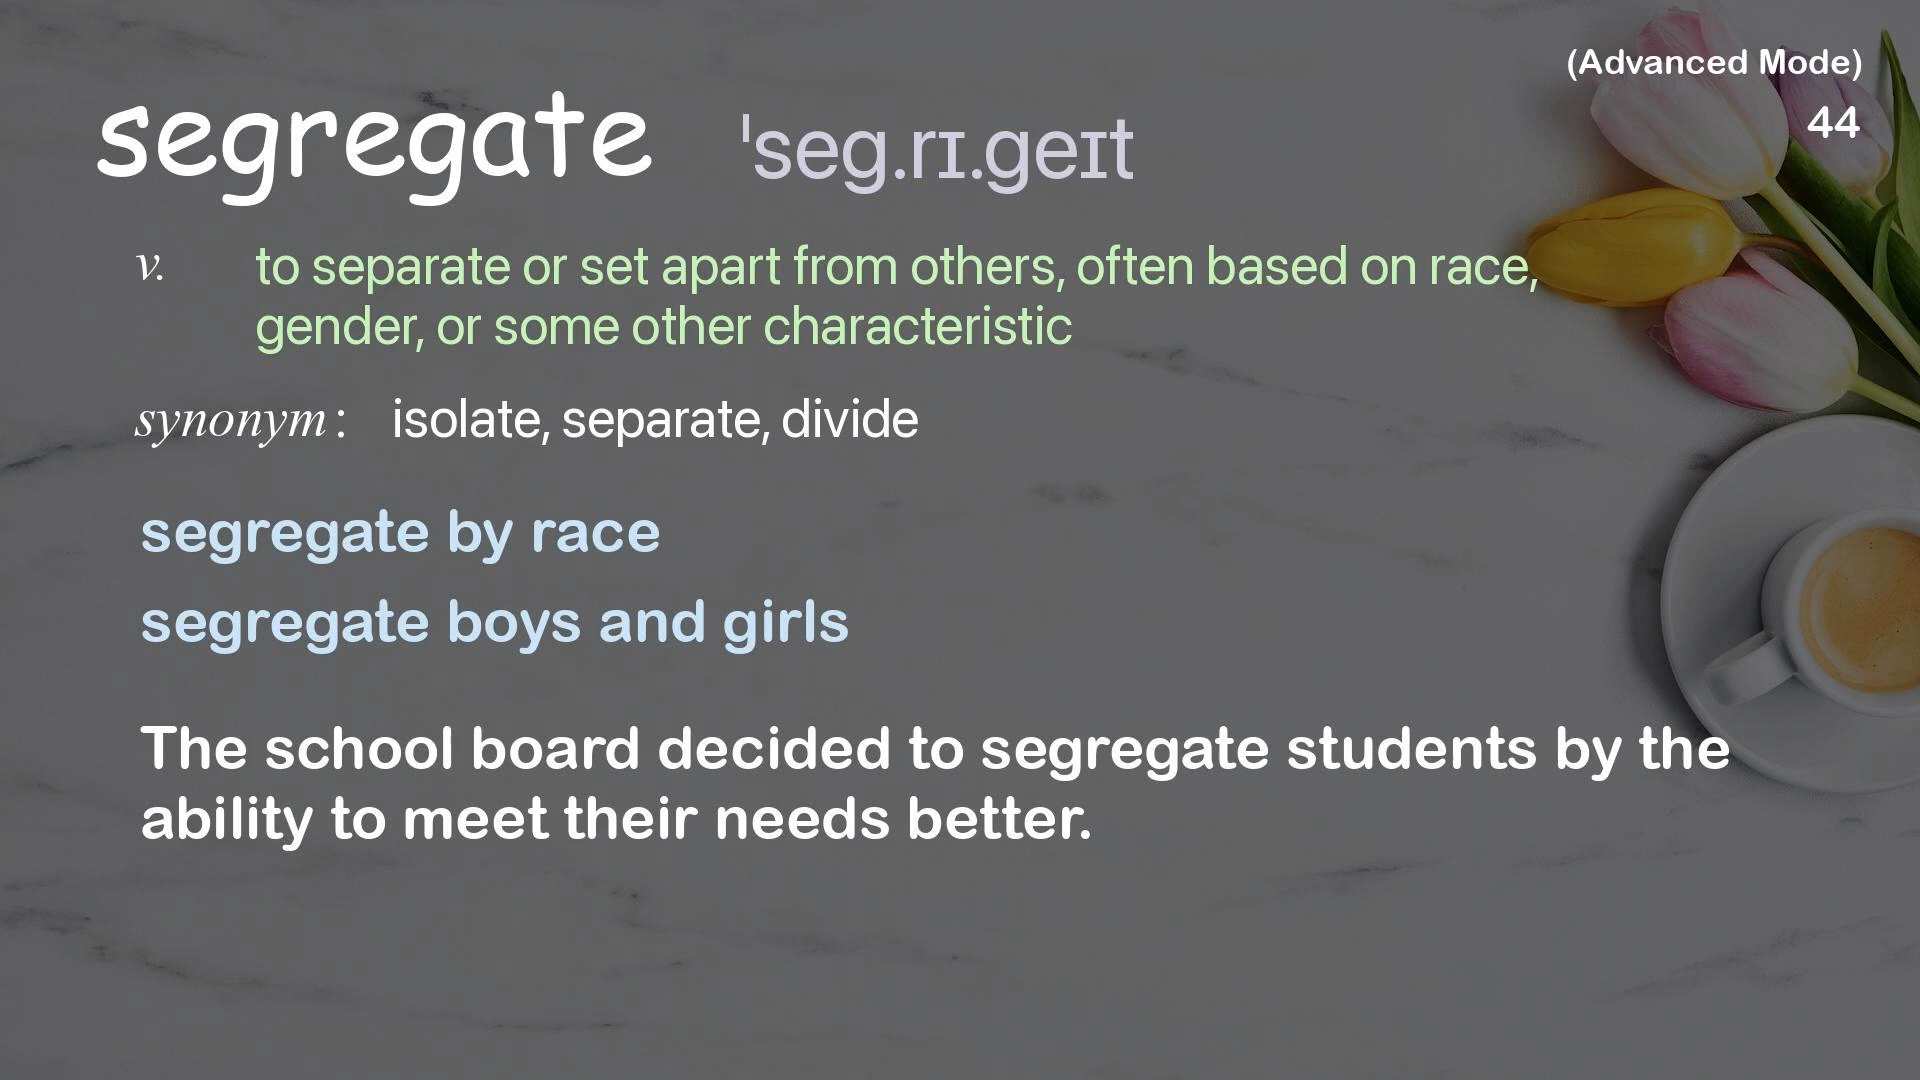 (Advanced Mode)
44
segregate ˈseɡ.rɪ.ɡeɪt
v. to separate or set apart from others, often based on race,
gender, or some other characteristic
synonym: isolate, separate, divide
segregate by race
segregate boys and girls
The school board decided to segregate students by the
ability to meet their needs better.